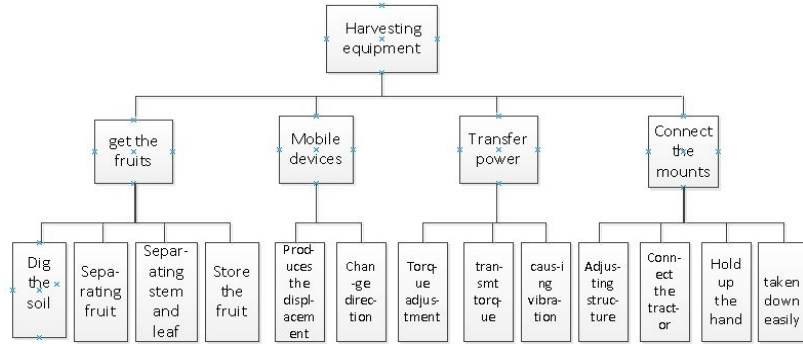 Harvesting
equipment
get the
fruits
Mobile
devices
Transfer
power
Connect
the
mounts
Dig
the
soil
Sepa-
rating
fruit
Separ-
ating
stem
and
leaf
Store
the
fruit
Prod-
uces
the
displ-
acem
ent
Chan
-ge
direc
-tion
Torq-
ue
adjus-
tment
tran-
smt
torq-
ue
caus-i
ng
vibra-
tion
Adjus-
ting
struc-
ture
Conn-
ect
the
tract-
or
Hold
up
the
hand
taken
down
easily